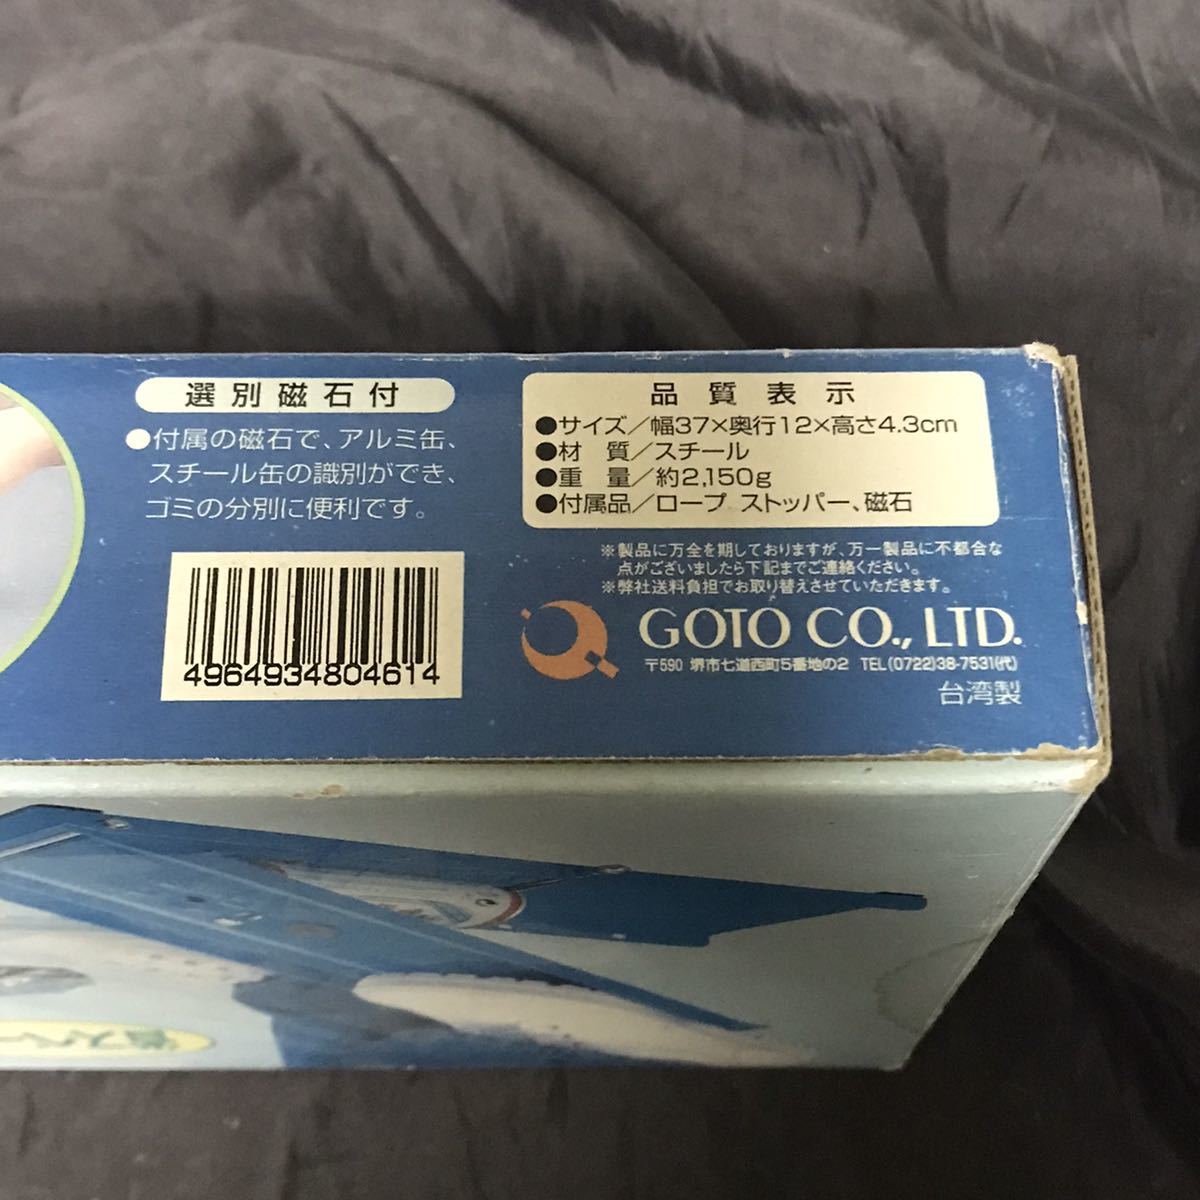 選別磁石付
●付属の磁石で、アルミ缶、
スチール缶の識別ができ、
ゴミの分別に便利です。
4964934804614
品質表示
●サイズ／幅37×奥行12×高さ4.3cm
●材 質／スチール
●重 量／約2,150g
●付属品／ロープ ストッパー、磁石
※製品に万全を期しておりますが、万一製品に不都合な
点がございましたら下記までご連絡ください。
※弊社送料負担でお取り替えさせていただきます。
GOTO CO., LTD.
〒590 堺市七道西町5番地の2 TEL(0722)38-7531(代)
台湾製